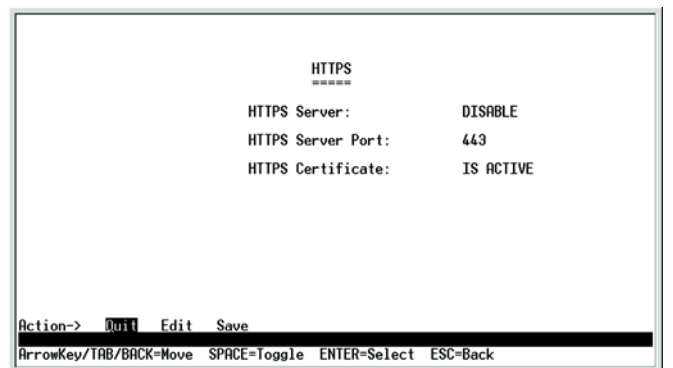 HTTPS
=====
HTTPS Server: DISABLE
HTTPS Server Port: 443
HTTPS Certificate: IS ACTIVE
Action-> Quit Edit Save
ArrowKey/TAB/BACK=Move SPACE=Toggle ENTER=Select ESC=Back